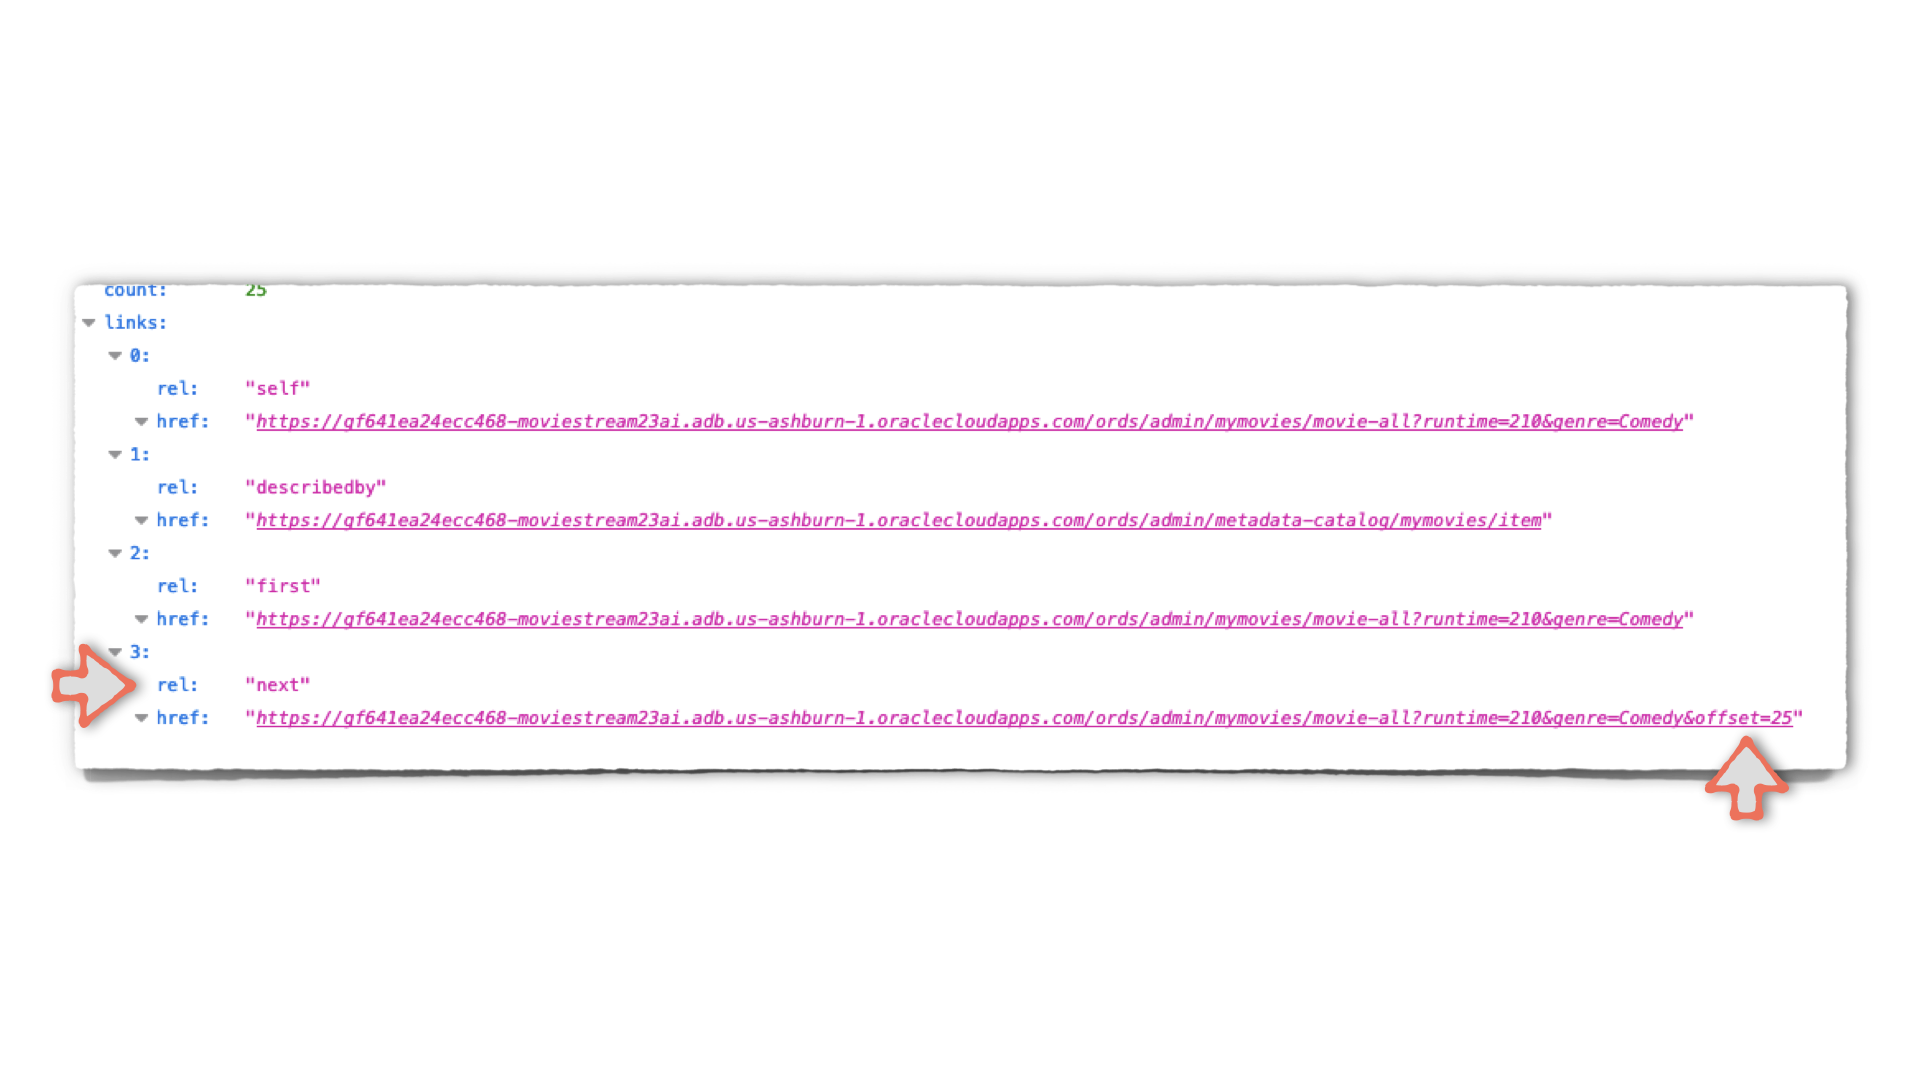 count: 25
links:
0:
rel: "self"
href: "https://gf641ea24ecc468-moviestream23ai.adb.us-ashburn-1.oraclecloudapps.com/ords/admin/mymovies/movie-all?runtime=210&genre=Comedy"
1:
rel: "describedby"
href: "https://gf641ea24ecc468-moviestream23ai.adb.us-ashburn-1.oraclecloudapps.com/ords/admin/metadata-catalog/mymovies/item"
2:
rel: "first"
href: "https://gf641ea24ecc468-moviestream23ai.adb.us-ashburn-1.oraclecloudapps.com/ords/admin/mymovies/movie-all?runtime=210&genre=Comedy"
3:
rel: "next"
href: "https://gf641ea24ecc468-moviestream23ai.adb.us-ashburn-1.oraclecloudapps.com/ords/admin/mymovies/movie-all?runtime=210&genre=Comedy&offset=25"